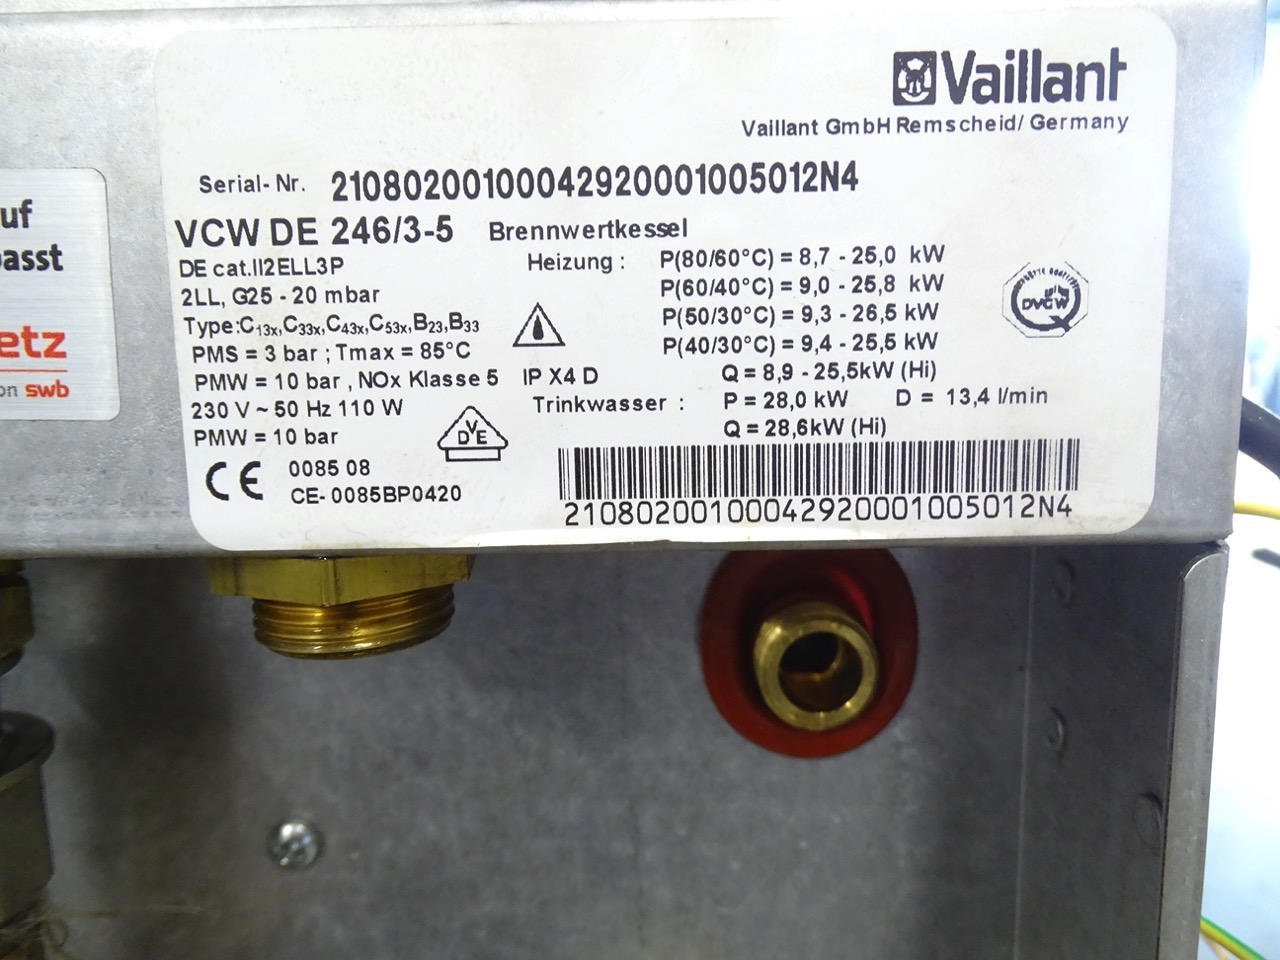 Vaillant
Vaillant GmbH Remscheid/ Germany
Serial-Nr. 21080200100042920001005012N4
VCW DE 246/3-5 Brennwertkessel
DE cat.II2ELL3P
2LL, G25 - 20 mbar
Type:C13x,C33x,C43x,C53x,B23,B33
PMS = 3 bar ; Tmax = 85°C
PMW = 10 bar , NOx Klasse 5 IP X4 D
230 V ~ 50 Hz 110 W
PMW = 10 bar
Heizung : P(80/60°C) = 8,7 - 25,0 kW
P(60/40°C) = 9,0 - 25,8 kW
P(50/30°C) = 9,3 - 26,5 kW
P(40/30°C) = 9,4 - 25,5 kW
Q = 8,9 - 25,5kW (Hi)
Trinkwasser : P = 28,0 kW D = 13,4 l/min
Q = 28,6kW (Hi)
DVGW
VDE
CE 0085 08
CE- 0085BP0420
21080200100042920001005012N4
uf
passt
etz
on swb